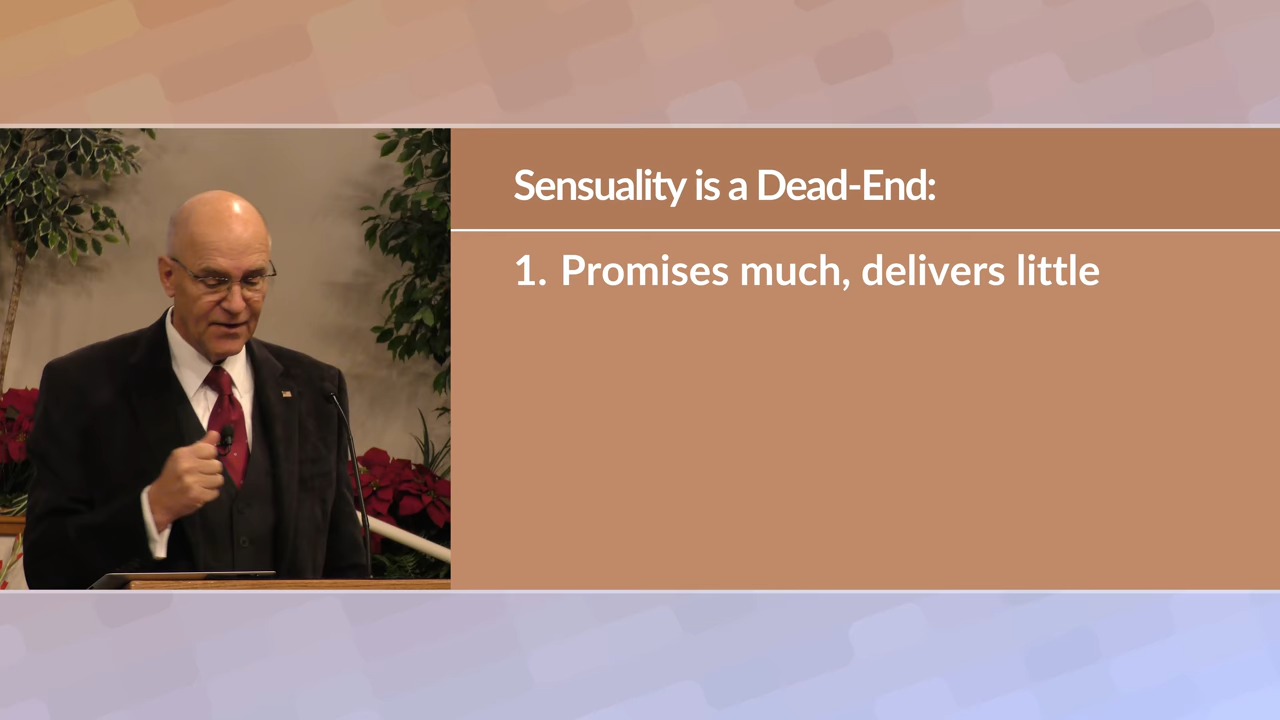 Sensuality is a Dead-End:
1. Promises much, delivers little